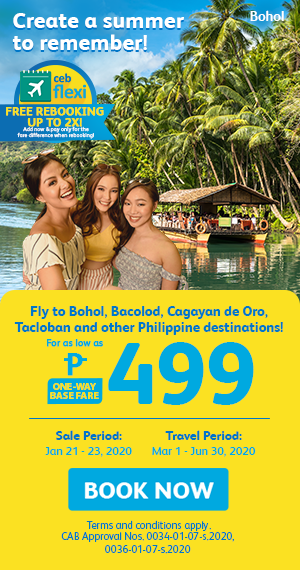 Create a summer
to remember!
Bohol
ceb
flexi
FREE REBOOKING
UP TO 2X!
Add now & pay only for the
fare difference when rebooking!
Fly to Bohol, Bacolod, Cagayan de Oro,
Tacloban and other Philippine destinations!
For as low as
₱ 499
ONE-WAY
BASE FARE
Sale Period: Travel Period:
Jan 21 - 23, 2020 Mar 1 - Jun 30, 2020
BOOK NOW
Terms and conditions apply.
CAB Approval Nos. 0034-01-07-s.2020,
0036-01-07-s.2020